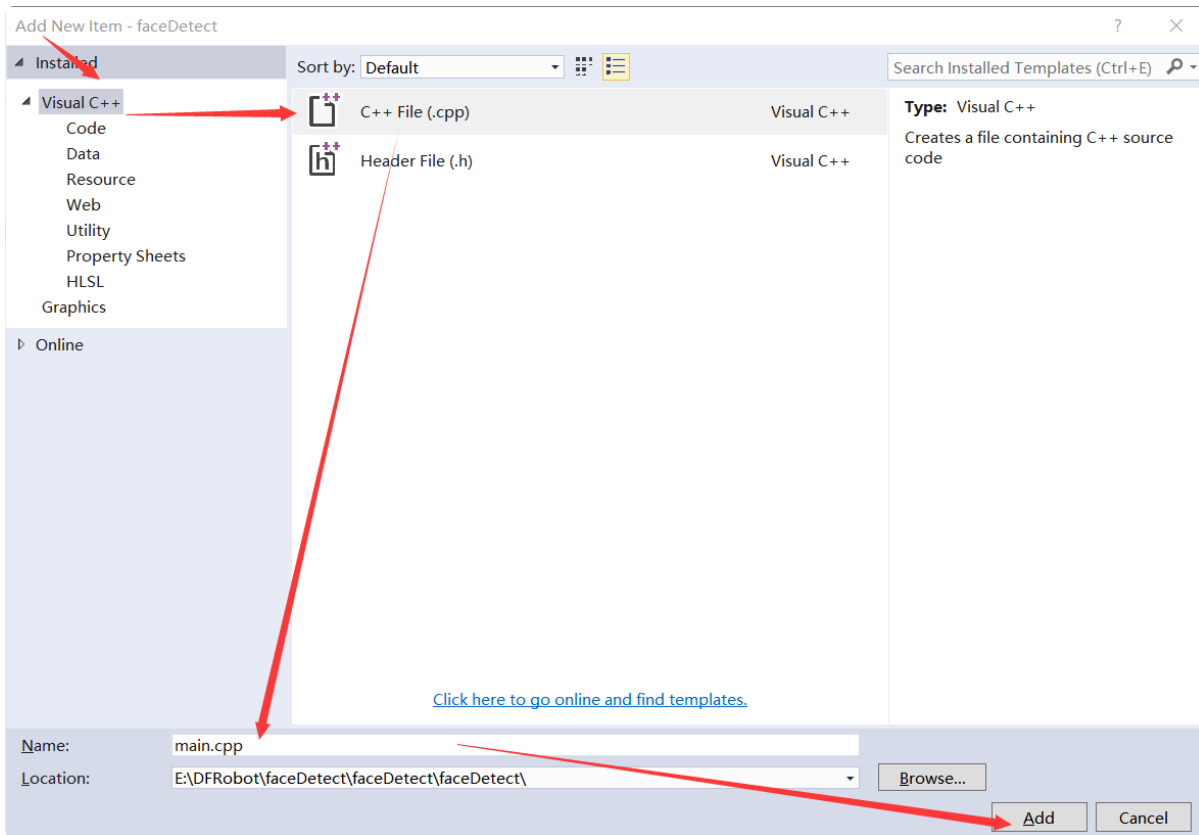 Add New Item - faceDetect
?
Installed
Sort by: Default
Search Installed Templates (Ctrl+E)
Visual C++
Code
Data
Resource
Web
Utility
Property Sheets
HLSL
Graphics
Online
C++ File (.cpp) Visual C++
Header File (.h) Visual C++
Type: Visual C++
Creates a file containing C++ source
code
Click here to go online and find templates.
Name: main.cpp
Location: E:\DFRobot\faceDetect\faceDetect\faceDetect\ Browse...
Add Cancel